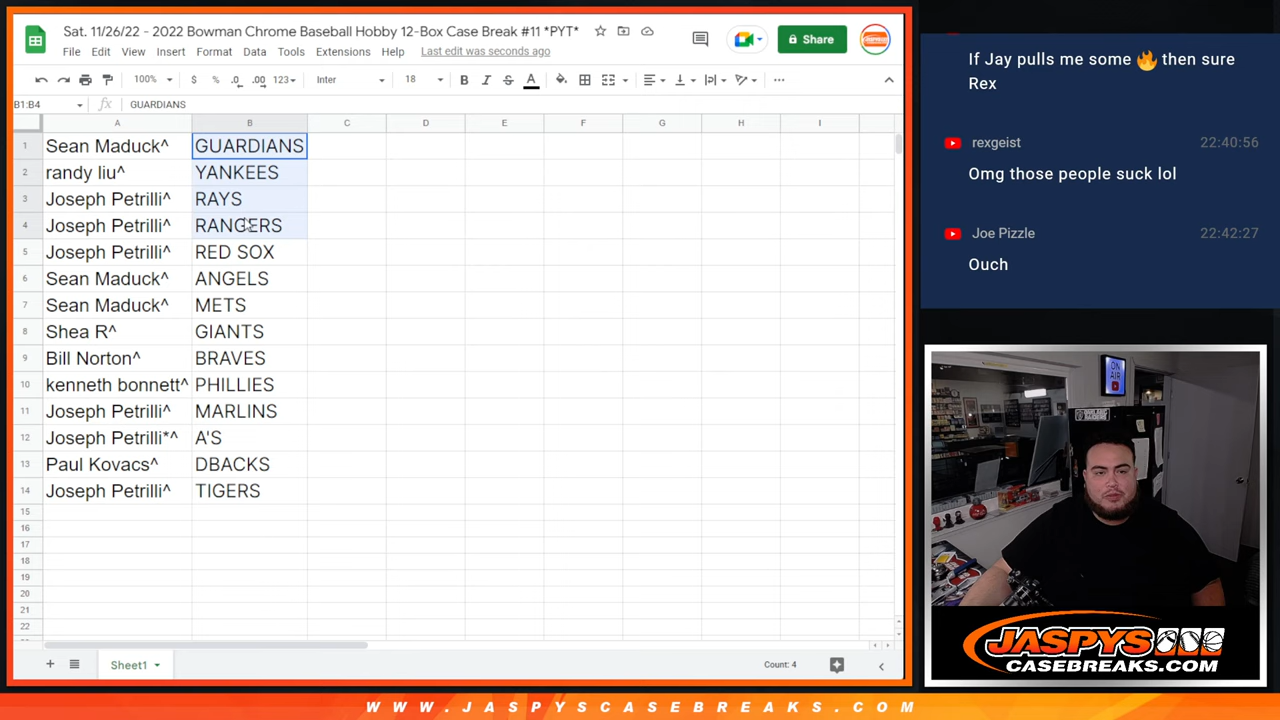 Sat. 11/26/22 - 2022 Bowman Chrome Baseball Hobby 12-Box Case Break #11 *PYT*
File Edit View Insert Format Data Tools Extensions Help Last edit was seconds ago
Share
100% $ % .0 .00 123 Inter 18 B I S A
B1:B4 fx GUARDIANS
A B C D E F G H I
1 Sean Maduck^ GUARDIANS
2 randy liu^ YANKEES
3 Joseph Petrilli^ RAYS
4 Joseph Petrilli^ RANGERS
5 Joseph Petrilli^ RED SOX
6 Sean Maduck^ ANGELS
7 Sean Maduck^ METS
8 Shea R^ GIANTS
9 Bill Norton^ BRAVES
10 kenneth bonnett^ PHILLIES
11 Joseph Petrilli^ MARLINS
12 Joseph Petrilli*^ A'S
13 Paul Kovacs^ DBACKS
14 Joseph Petrilli^ TIGERS
15
16
17
18
19
20
21
22
Sheet1
Count: 4
If Jay pulls me some 🔥 then sure
Rex
rexgeist 22:40:56
Omg those people suck lol
Joe Pizzle 22:42:27
Ouch
ON AIR
JASPYS
CASEBREAKS.COM
WWW.JASPYSCASEBREAKS.COM